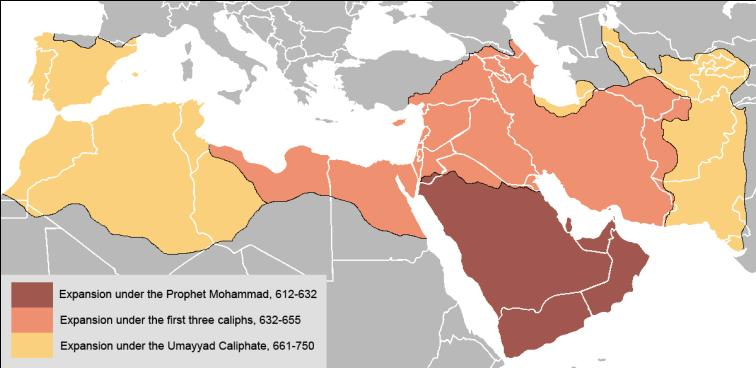 Expansion under the Prophet Mohammad, 612-632
Expansion under the first three caliphs, 632-655
Expansion under the Umayyad Caliphate, 661-750